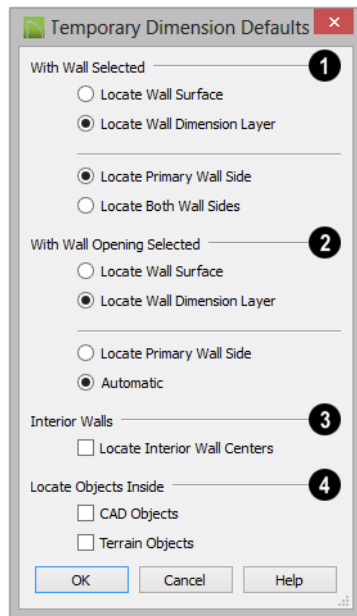 Temporary Dimension Defaults
With Wall Selected 1
Locate Wall Surface
Locate Wall Dimension Layer
Locate Primary Wall Side
Locate Both Wall Sides
With Wall Opening Selected 2
Locate Wall Surface
Locate Wall Dimension Layer
Locate Primary Wall Side
Automatic
Interior Walls 3
Locate Interior Wall Centers
Locate Objects Inside 4
CAD Objects
Terrain Objects
OK Cancel Help